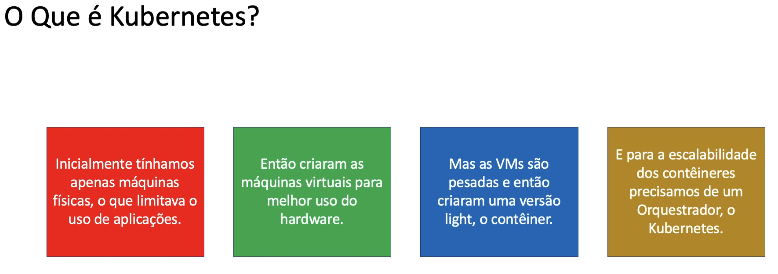 O Que é Kubernetes?
Inicialmente tínhamos
apenas máquinas
físicas, o que limitava o
uso de aplicações.
Então criaram as
máquinas virtuais para
melhor uso do
hardware.
Mas as VMs são
pesadas e então
criaram uma versão
light, o contêiner.
E para a escalabilidade
dos contêineres
precisamos de um
Orquestrador, o
Kubernetes.